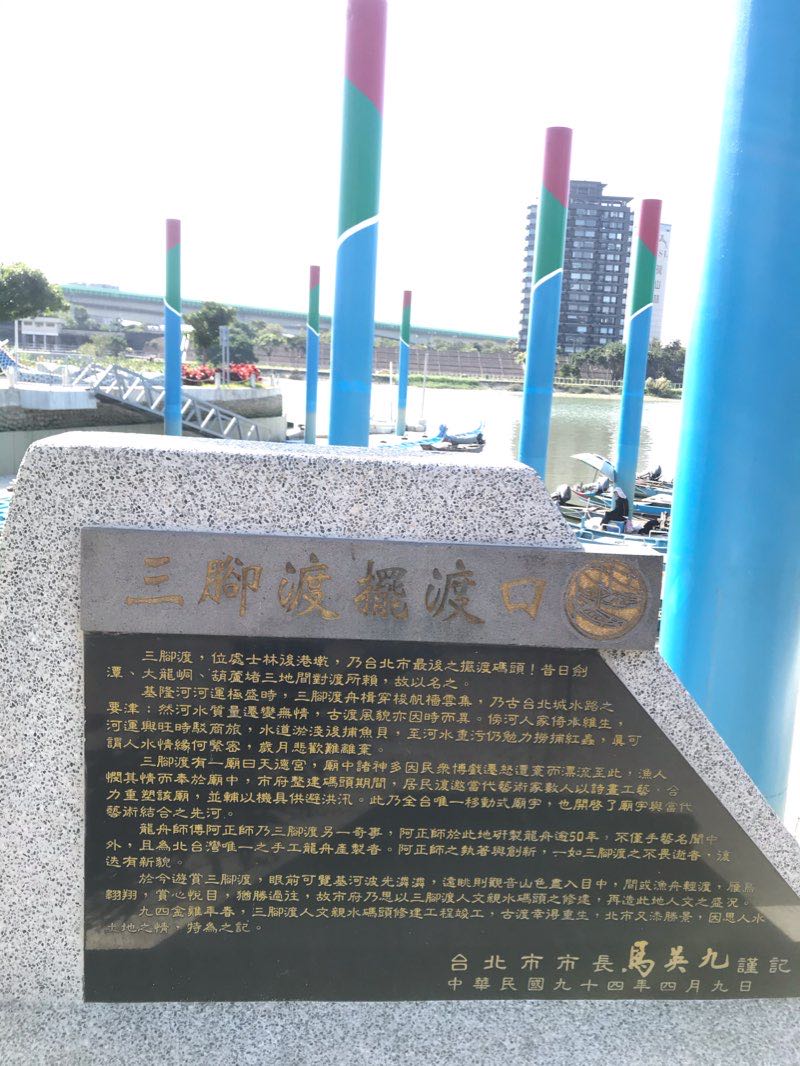 三腳渡擺渡口
三腳渡，位處士林後港墘，乃台北市最後之擺渡碼頭！昔日劍
潭、大龍峒、葫蘆堵三地間對渡所賴，故以名之。
基隆河河運極盛時，三腳渡舟楫穿梭帆檣雲集，乃古台北城水路之
要津；然河水質量遷變無情，古渡風貌亦因時而異。傍河人家倚本維生，
河運興旺時駁商旅，水道淤淺後捕魚貝，至河水重污仍勉力撈捕紅蟲，真可
謂人水情緣何緊密，歲月悲歡難離棄。
三腳渡有一廟曰天德宮，廟中諸神多因民眾博戲遷怒還業而漂流至此，漁人
憫其情而奉於廟中，市府整建碼頭期間，居民後邀當代藝術家數人以詩畫工藝，合
力重塑該廟，並輔以機具供避洪汛。此乃全台唯一移動式廟宇，也開啓了廟宇與當代
藝術結合之先河。
龍舟師傅阿正師乃三腳渡另一奇事，阿正師於此地研製龍舟逾50年，不僅手藝名聞中
外，且為北台灣唯一之手工龍舟產製者。阿正師之執著與創新，一如三腳渡之不畏逝者、後
迭有新貌。
於今遊賞三腳渡，眼前可覽基河波光溝溝，遠眺則觀音山色盡入目中，間或漁舟輕渡，雁鳥
翱翔，賞心悅目，猶勝過往，故市府乃思以三腳渡人文親水碼頭之修建，再造此地人文之盛況。
九四金雞年春，三腳渡人文親水碼頭修建工程竣工，古渡幸得重生，北市又添勝景，因思人水
土地之情，特為之記。
台北市市長馬英九謹記
中華民國九十四年四月九日